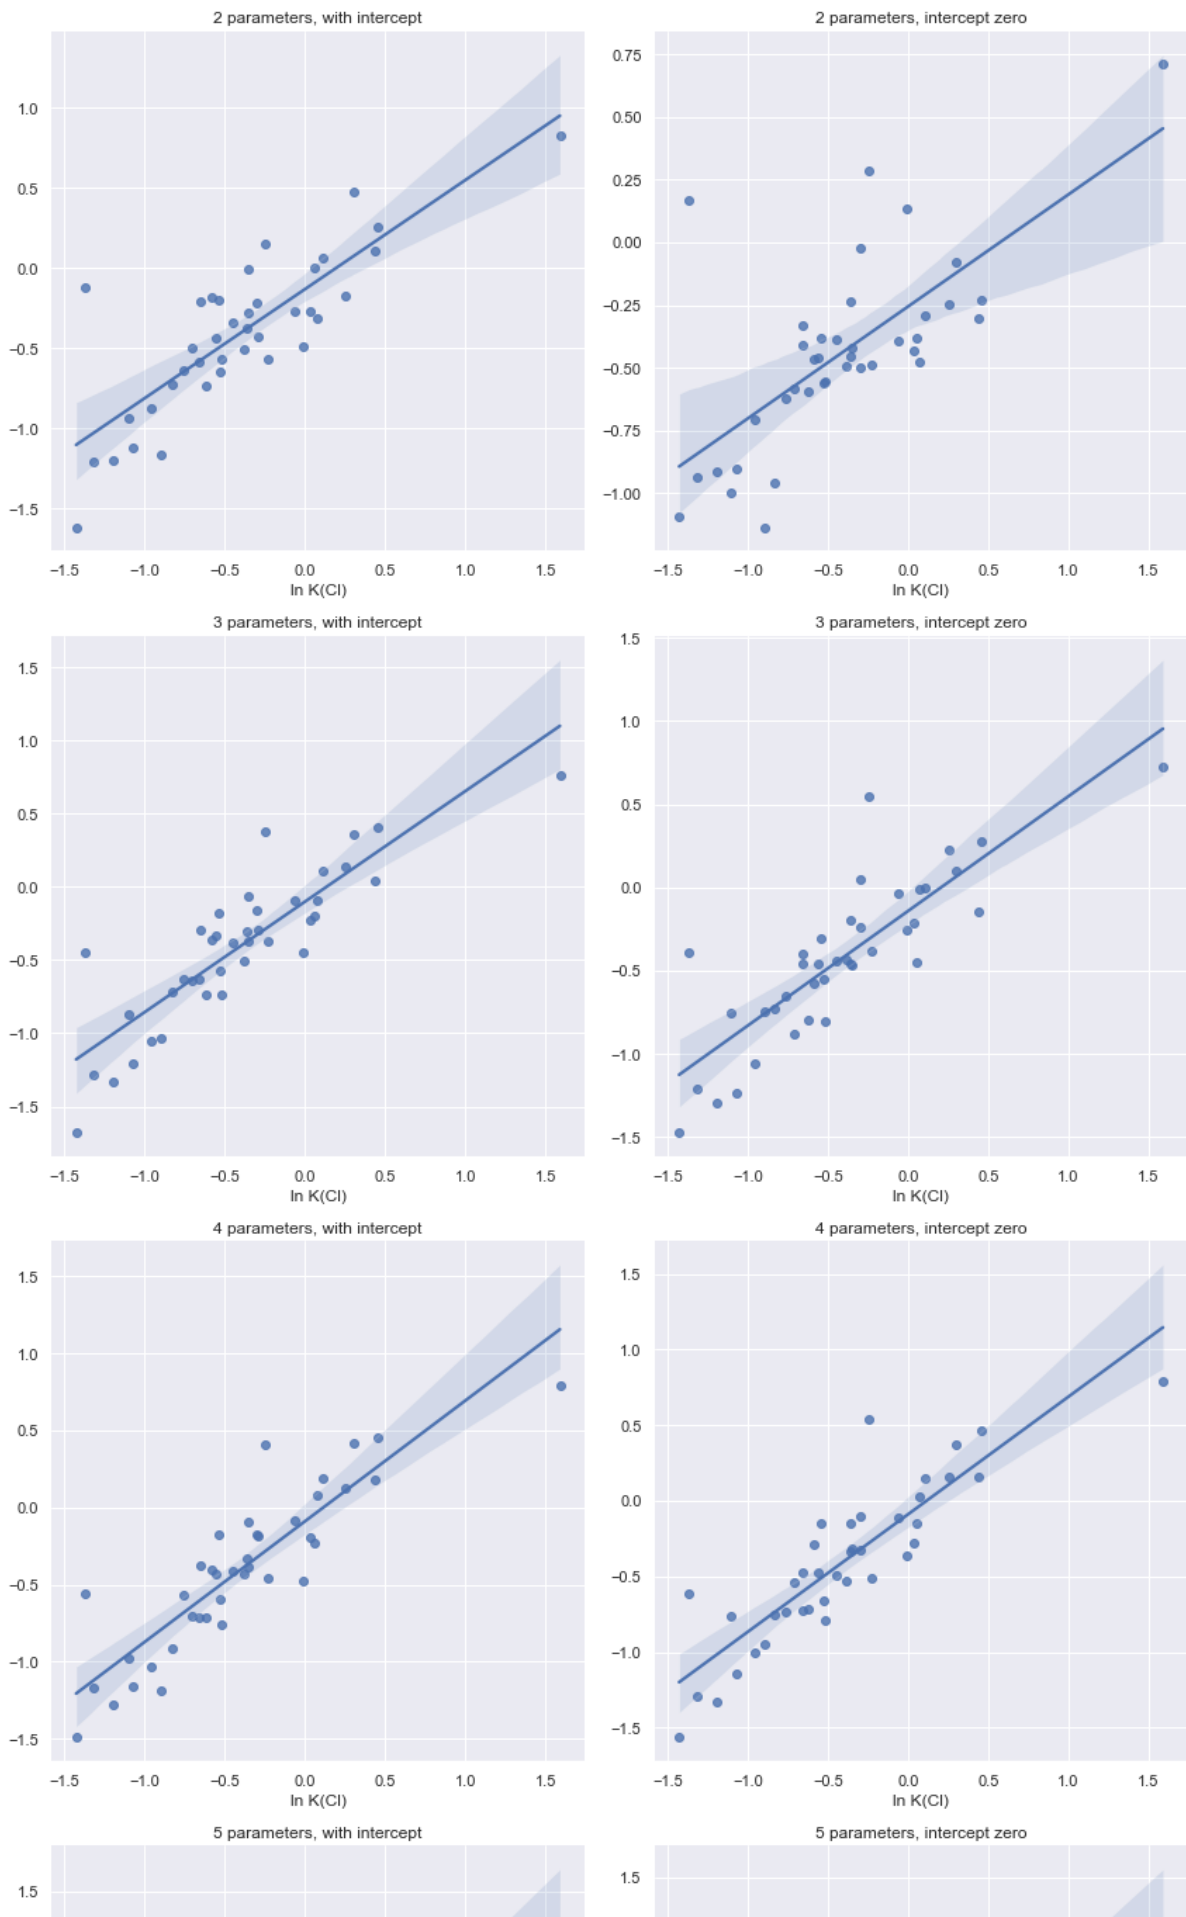 2 parameters, with intercept
2 parameters, intercept zero
1.0
0.5
0.0
−0.5
−1.0
−1.5
−1.5 −1.0 −0.5 0.0 0.5 1.0 1.5
ln K(Cl)
0.75
0.50
0.25
0.00
−0.25
−0.50
−0.75
−1.00
−1.5 −1.0 −0.5 0.0 0.5 1.0 1.5
ln K(Cl)
3 parameters, with intercept
3 parameters, intercept zero
1.5
1.0
0.5
0.0
−0.5
−1.0
−1.5
−1.5 −1.0 −0.5 0.0 0.5 1.0 1.5
ln K(Cl)
1.5
1.0
0.5
0.0
−0.5
−1.0
−1.5
−1.5 −1.0 −0.5 0.0 0.5 1.0 1.5
ln K(Cl)
4 parameters, with intercept
4 parameters, intercept zero
1.5
1.0
0.5
0.0
−0.5
−1.0
−1.5
−1.5 −1.0 −0.5 0.0 0.5 1.0 1.5
ln K(Cl)
1.5
1.0
0.5
0.0
−0.5
−1.0
−1.5
−1.5 −1.0 −0.5 0.0 0.5 1.0 1.5
ln K(Cl)
5 parameters, with intercept
5 parameters, intercept zero
1.5
1.5